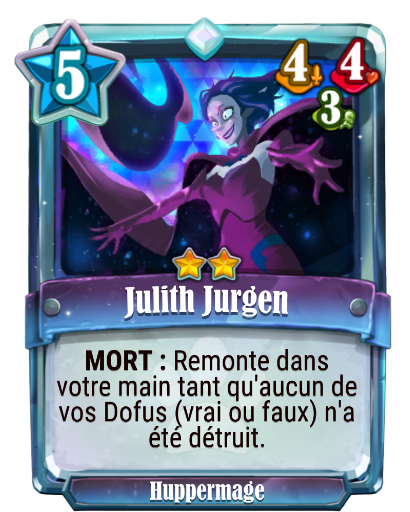 5
4 4
3
Julith Jurgen
MORT : Remonte dans
votre main tant qu'aucun de
vos Dofus (vrai ou faux) n'a
été détruit.
Huppermage